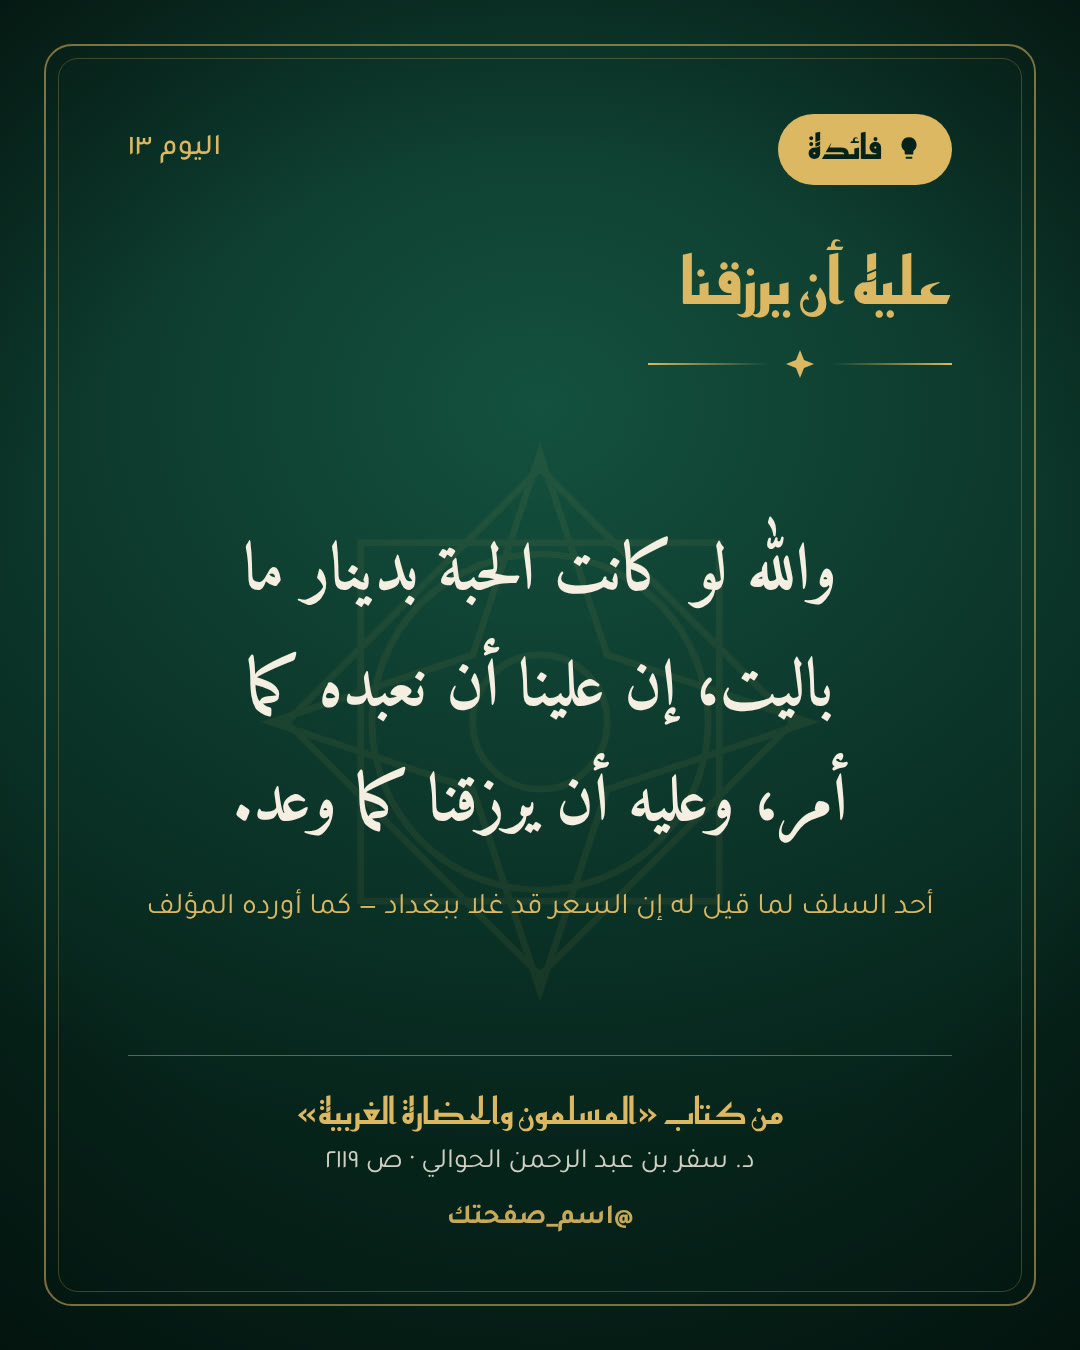 فائدة
اليوم ١٣
عليه أن يرزقنا
والله لو كانت الحبة بدينار ما
باليت، إن علينا أن نعبده كما
أمر، وعليه أن يرزقنا كما وعد.
أحد السلف لما قيل له إن السعر قد غلا ببغداد – كما أورده المؤلف
من كتاب «المسلمون والحضارة الغربية»
د. سفر بن عبد الرحمن الحوالي · ص ٢١١٩
@اسم_صفحتك